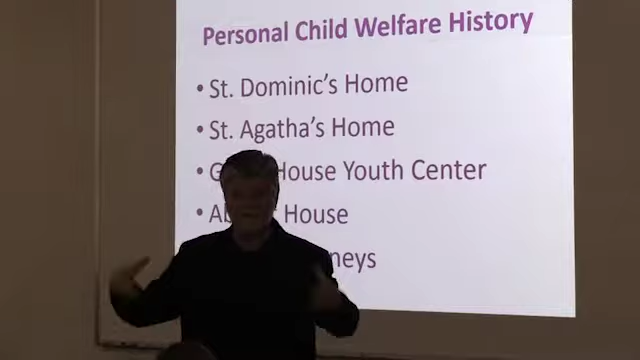 Personal Child Welfare History
• St. Dominic's Home
• St. Agatha's Home
• House Youth Center
• House